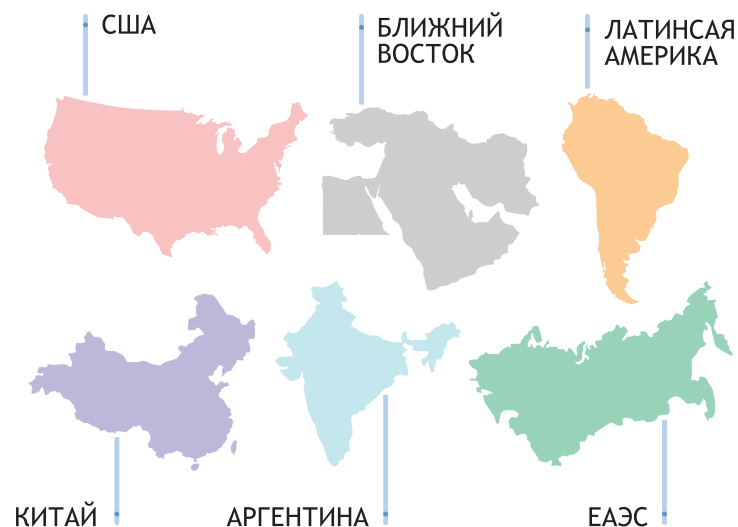 США
БЛИЖНИЙ
ВОСТОК
ЛАТИНСАЯ
АМЕРИКА
КИТАЙ
АРГЕНТИНА
ЕАЭС